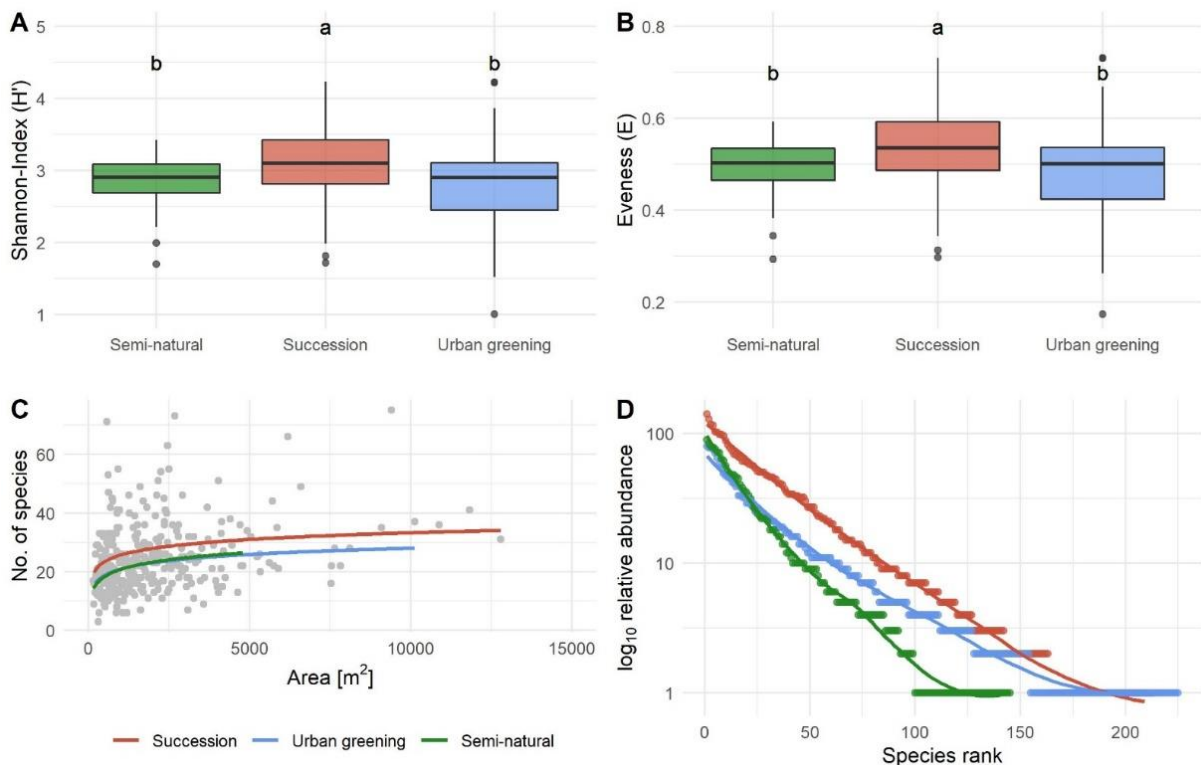 A
Shannon-Index (H')
5
4
3
2
1
b
a
b
Semi-natural
Succession
Urban greening
B
Eveness (E)
0.8
0.6
0.4
0.2
b
a
b
Semi-natural
Succession
Urban greening
C
No. of species
60
40
20
0
0
5000
10000
15000
Area [m²]
Succession
Urban greening
Semi-natural
D
log₁₀ relative abundance
100
10
1
0
50
100
150
200
Species rank